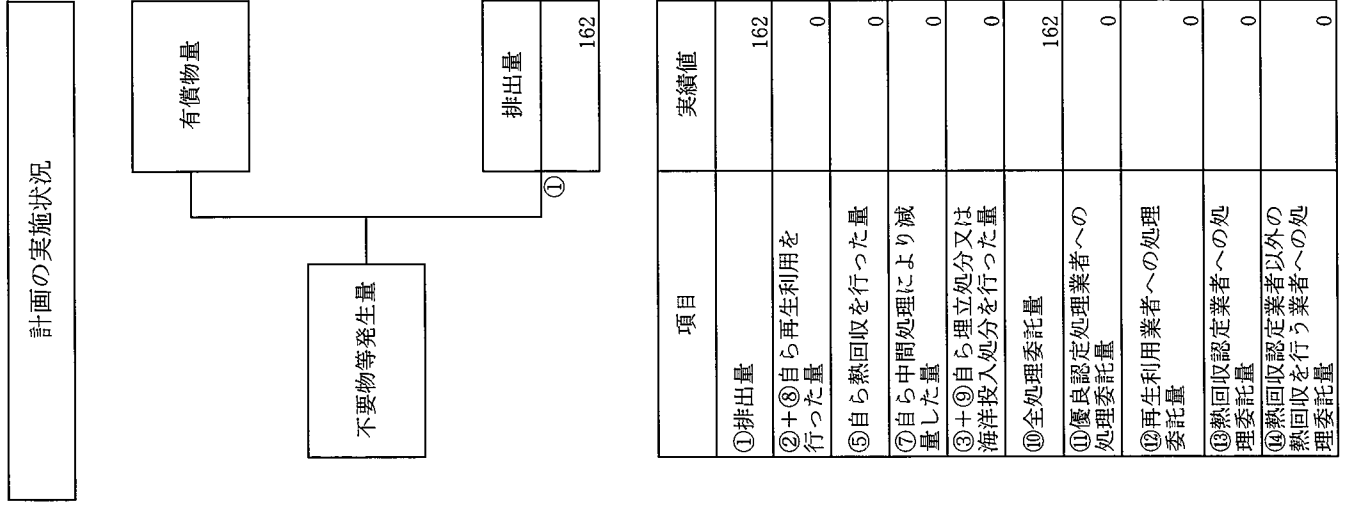 計画の実施状況
不要物等発生量
有償物量
排出量
①
162
項目
実績値
①排出量
162
②+⑧自ら再生利用を
行った量
0
⑤自ら熱回収を行った量
0
⑦自ら中間処理により減
量した量
0
③+⑨自ら埋立処分又は
海洋投入処分を行った量
0
⑩全処理委託量
162
⑪優良認定処理業者への
処理委託量
0
⑫再生利用業者への処理
委託量
0
⑬熱回収認定業者への処
理委託量
0
⑭熱回収認定業者以外の
熱回収を行う業者への処
理委託量
0